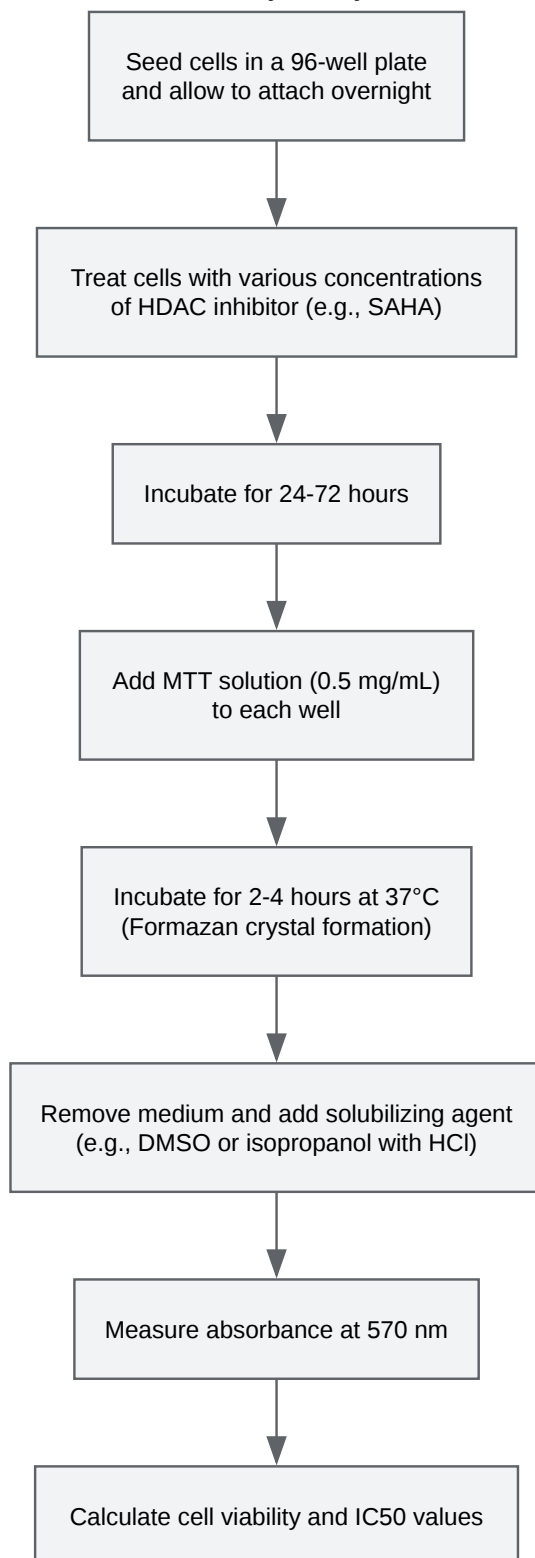 Seed cells in a 96-well plate
and allow to attach overnight
Treat cells with various concentrations
of HDAC inhibitor (e.g., SAHA)
Incubate for 24-72 hours
Add MTT solution (0.5 mg/mL)
to each well
Incubate for 2-4 hours at 37°C
(Formazan crystal formation)
Remove medium and add solubilizing agent
(e.g., DMSO or isopropanol with HCl)
Measure absorbance at 570 nm
Calculate cell viability and IC50 values